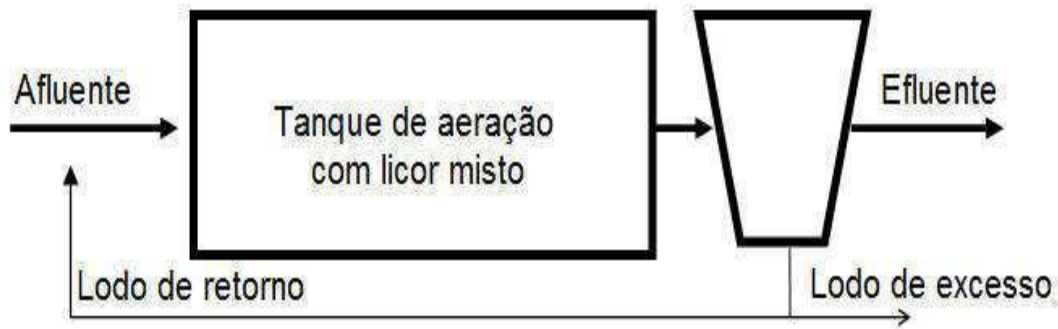 Afluente
Tanque de aeração
com licor misto
Efluente
Lodo de retorno
Lodo de excesso